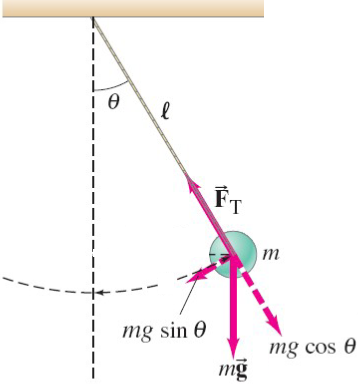 θ
ℓ
F⃗T
m
mg sin θ
mg cos θ
mg⃗